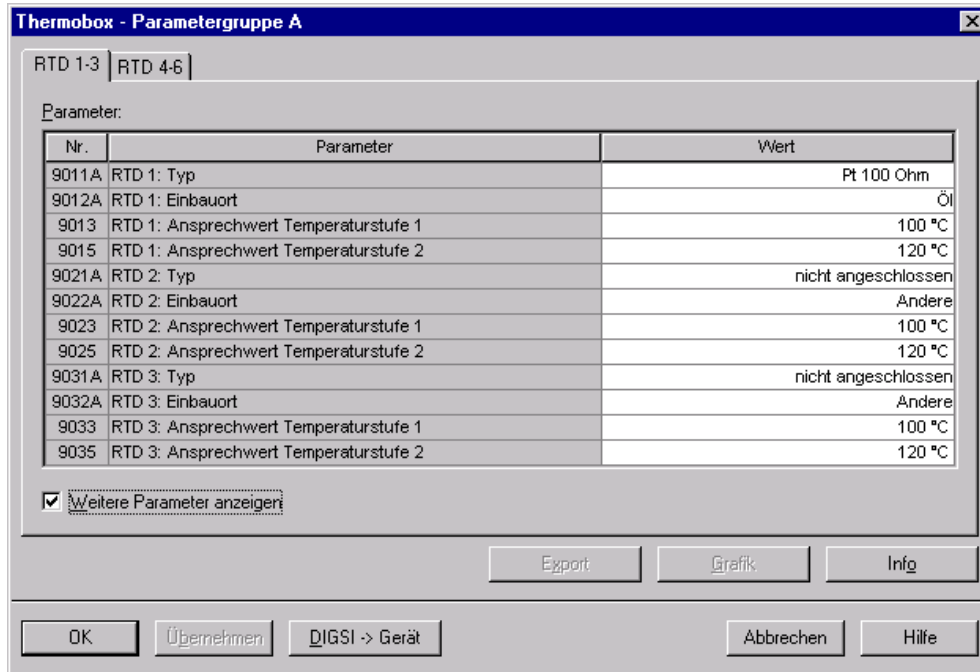 Thermobox - Parametergruppe A
RTD 1-3 RTD 4-6
Parameter:
Nr. Parameter Wert
9011A RTD 1: Typ Pt 100 Ohm
9012A RTD 1: Einbauort Öl
9013 RTD 1: Ansprechwert Temperaturstufe 1 100 °C
9015 RTD 1: Ansprechwert Temperaturstufe 2 120 °C
9021A RTD 2: Typ nicht angeschlossen
9022A RTD 2: Einbauort Andere
9023 RTD 2: Ansprechwert Temperaturstufe 1 100 °C
9025 RTD 2: Ansprechwert Temperaturstufe 2 120 °C
9031A RTD 3: Typ nicht angeschlossen
9032A RTD 3: Einbauort Andere
9033 RTD 3: Ansprechwert Temperaturstufe 1 100 °C
9035 RTD 3: Ansprechwert Temperaturstufe 2 120 °C
Weitere Parameter anzeigen
Export Grafik Info
OK Übernehmen DIGSI -> Gerät Abbrechen Hilfe